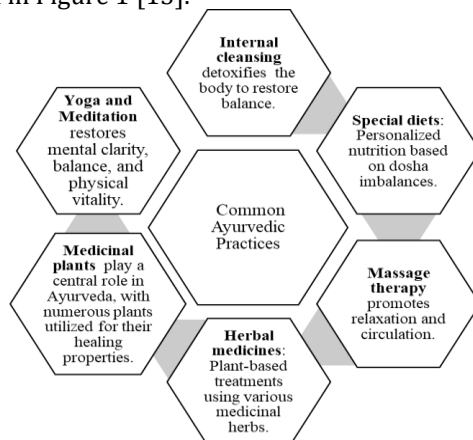 in Figure 1 [15].
Internal
cleansing
detoxifies the
body to restore
balance.
Special diets:
Personalized
nutrition based
on dosha
imbalances.
Massage
therapy
promotes
relaxation and
circulation.
Herbal
medicines:
Plant-based
treatments
using various
medicinal
herbs.
Medicinal
plants play a
central role in
Ayurveda, with
numerous plants
utilized for their
healing
properties.
Yoga and
Meditation
restores
mental clarity,
balance, and
physical
vitality.
Common
Ayurvedic
Practices